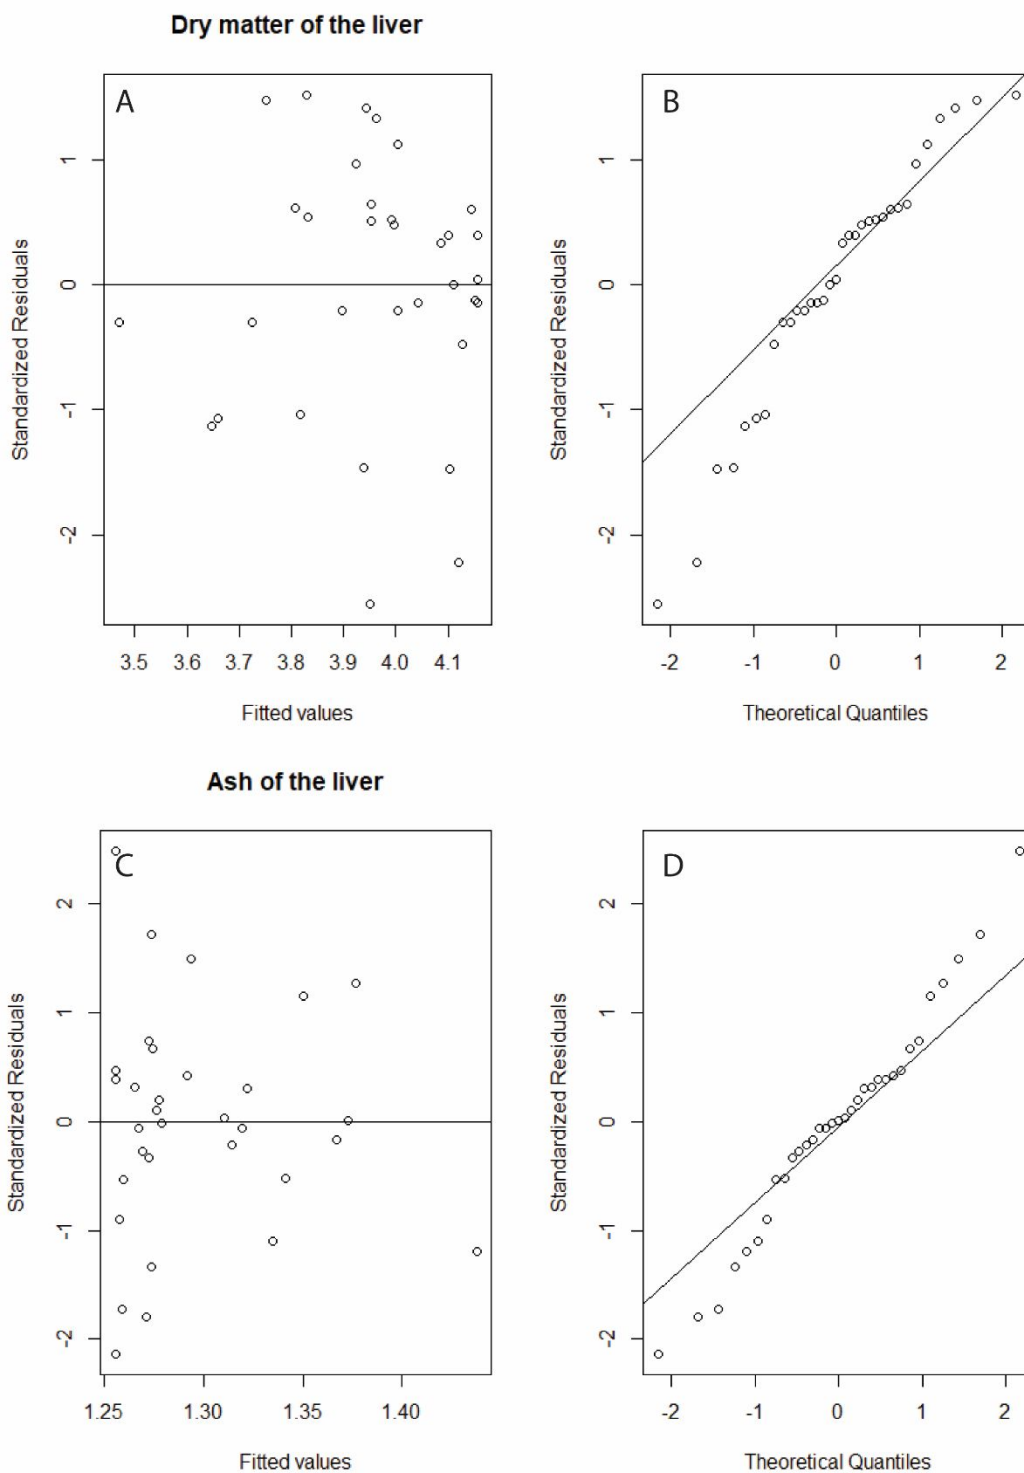 Dry matter of the liver
A
B
Standardized Residuals
1
0
-1
-2
3.5 3.6 3.7 3.8 3.9 4.0 4.1
Fitted values
Standardized Residuals
1
0
-1
-2
-2 -1 0 1 2
Theoretical Quantiles
Ash of the liver
C
D
Standardized Residuals
2
1
0
-1
-2
1.25 1.30 1.35 1.40
Fitted values
Standardized Residuals
2
1
0
-1
-2
-2 -1 0 1 2
Theoretical Quantiles